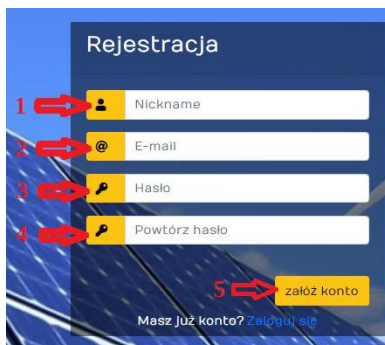 Rejestracja
1 Nickname
2 @ E-mail
3 Hasło
4 Powtórz hasło
5 załóż konto
Masz już konto? Zaloguj się